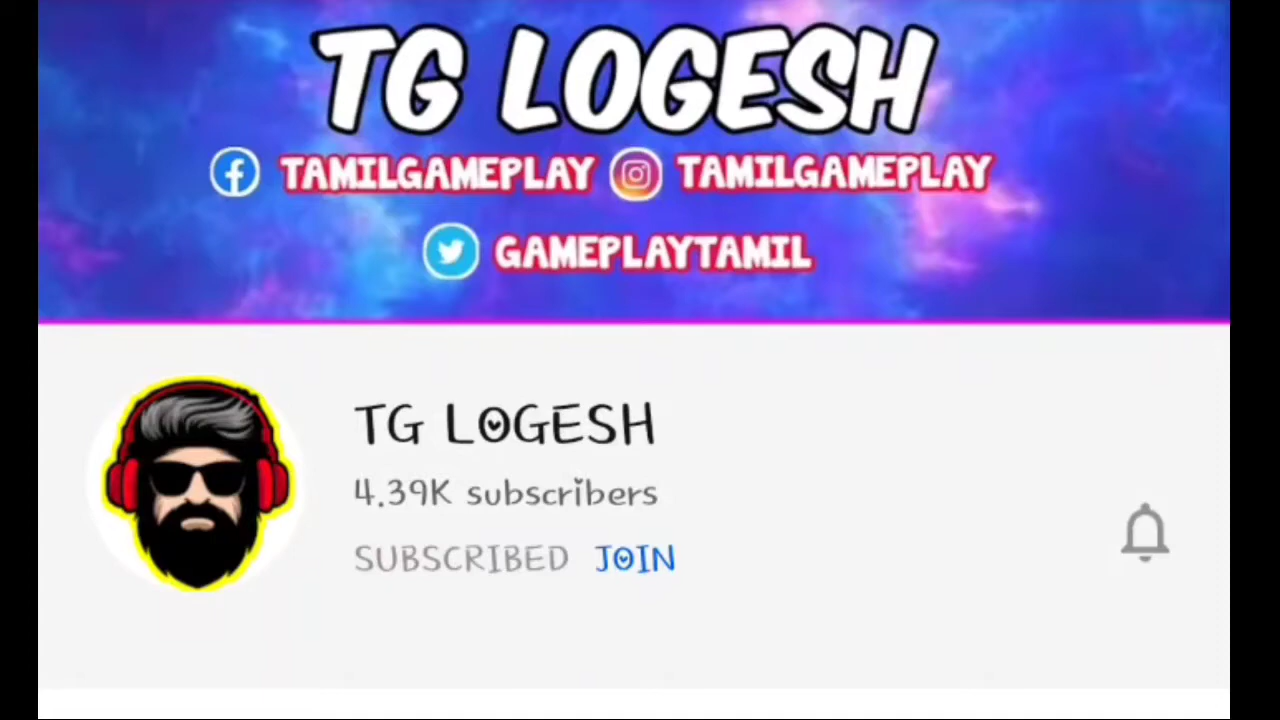 TG LOGESH
TAMILGAMEPLAY TAMILGAMEPLAY
GAMEPLAYTAMIL
TG LOGESH
4.39K subscribers
SUBSCRIBED JOIN